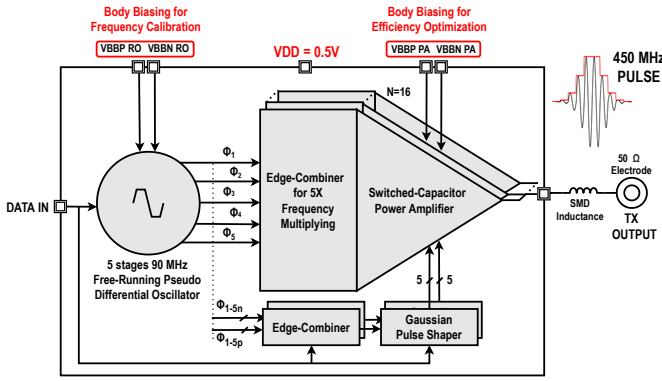 Body Biasing for
Frequency Calibration
VBBP RO VBBN RO
VDD = 0.5V
Body Biasing for
Efficiency Optimization
VBBP PA VBBN PA
450 MHz
PULSE
N=16
Φ1
Φ2
Φ3
Φ4
Φ5
Edge-Combiner
for 5X
Frequency
Multiplying
Switched-Capacitor
Power Amplifier
DATA IN
50 Ω
Electrode
SMD
Inductance
TX
OUTPUT
5 stages 90 MHz
Free-Running Pseudo
Differential Oscillator
5 5
Φ1-5n
Φ1-5p
Edge-Combiner
Gaussian
Pulse Shaper